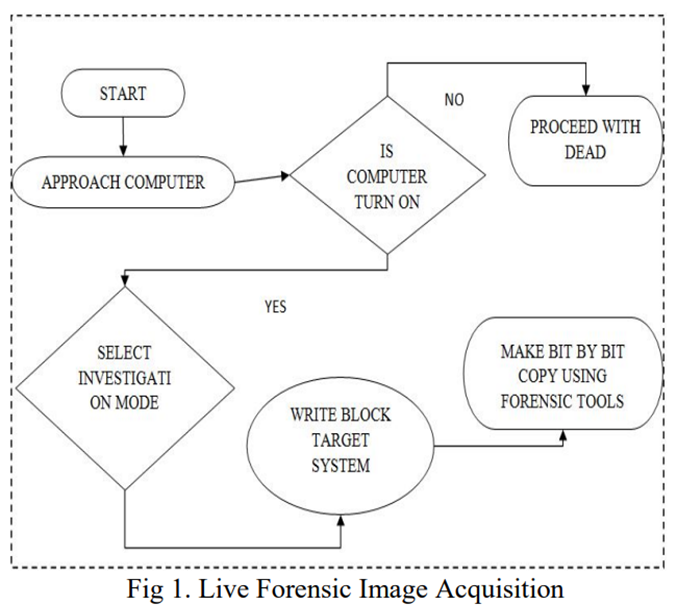 START
APPROACH COMPUTER
IS
COMPUTER
TURN ON
NO
PROCEED WITH
DEAD
YES
SELECT
INVESTIGATI
ON MODE
WRITE BLOCK
TARGET
SYSTEM
MAKE BIT BY BIT
COPY USING
FORENSIC TOOLS
Fig 1. Live Forensic Image Acquisition